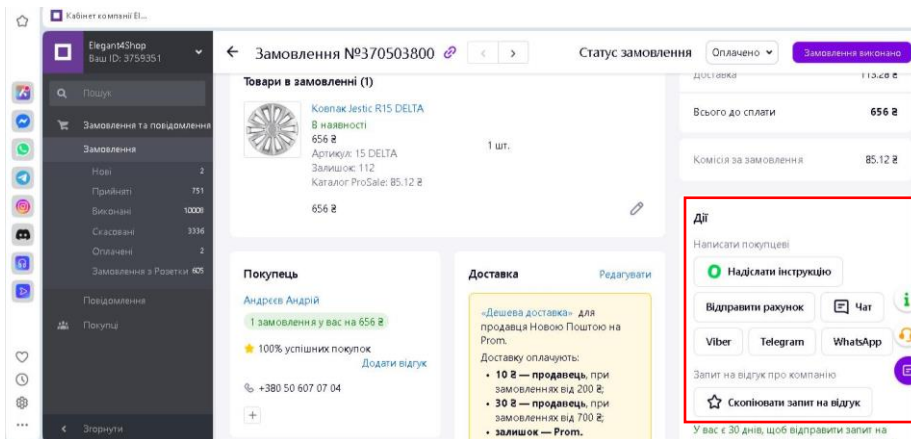 Кабінет компанії El...
Elegant4Shop
Ваш ID: 3759351
Замовлення №370503800
Статус замовлення
Оплачено
Замовлення виконано
Пошук
Замовлення та повідомлення
Замовлення
Нові 2
Прийняті 751
Виконані 10008
Скасовані 3336
Оплачені 2
Замовлення з Розетки 605
Повідомлення
Покупці
Згорнути
Товари в замовленні (1)
Ковпак Jestic R15 DELTA
В наявності
656 ₴
Артикул: 15 DELTA
Залишок: 112
Каталог ProSale: 85.12 ₴
1 шт.
656 ₴
Покупець
Андрєєв Андрій
1 замовлення у вас на 656 ₴
100% успішних покупок
Додати відгук
+380 50 607 07 04
+
Доставка
Редагувати
«Дешева доставка» для
продавця Новою Поштою на
Prom.
Доставку оплачують:
• 10 ₴ — продавець, при
замовленнях від 200 ₴;
• 30 ₴ — продавець, при
замовленнях від 700 ₴;
• залишок — Prom.
Доставка 113.28 ₴
Всього до сплати 656 ₴
Комісія за замовлення 85.12 ₴
Дії
Написати покупцеві
Надіслати інструкцію
Відправити рахунок
Чат
Viber
Telegram
WhatsApp
Запит на відгук про компанію
Скопіювати запит на відгук
У вас є 30 днів, щоб відправити запит на